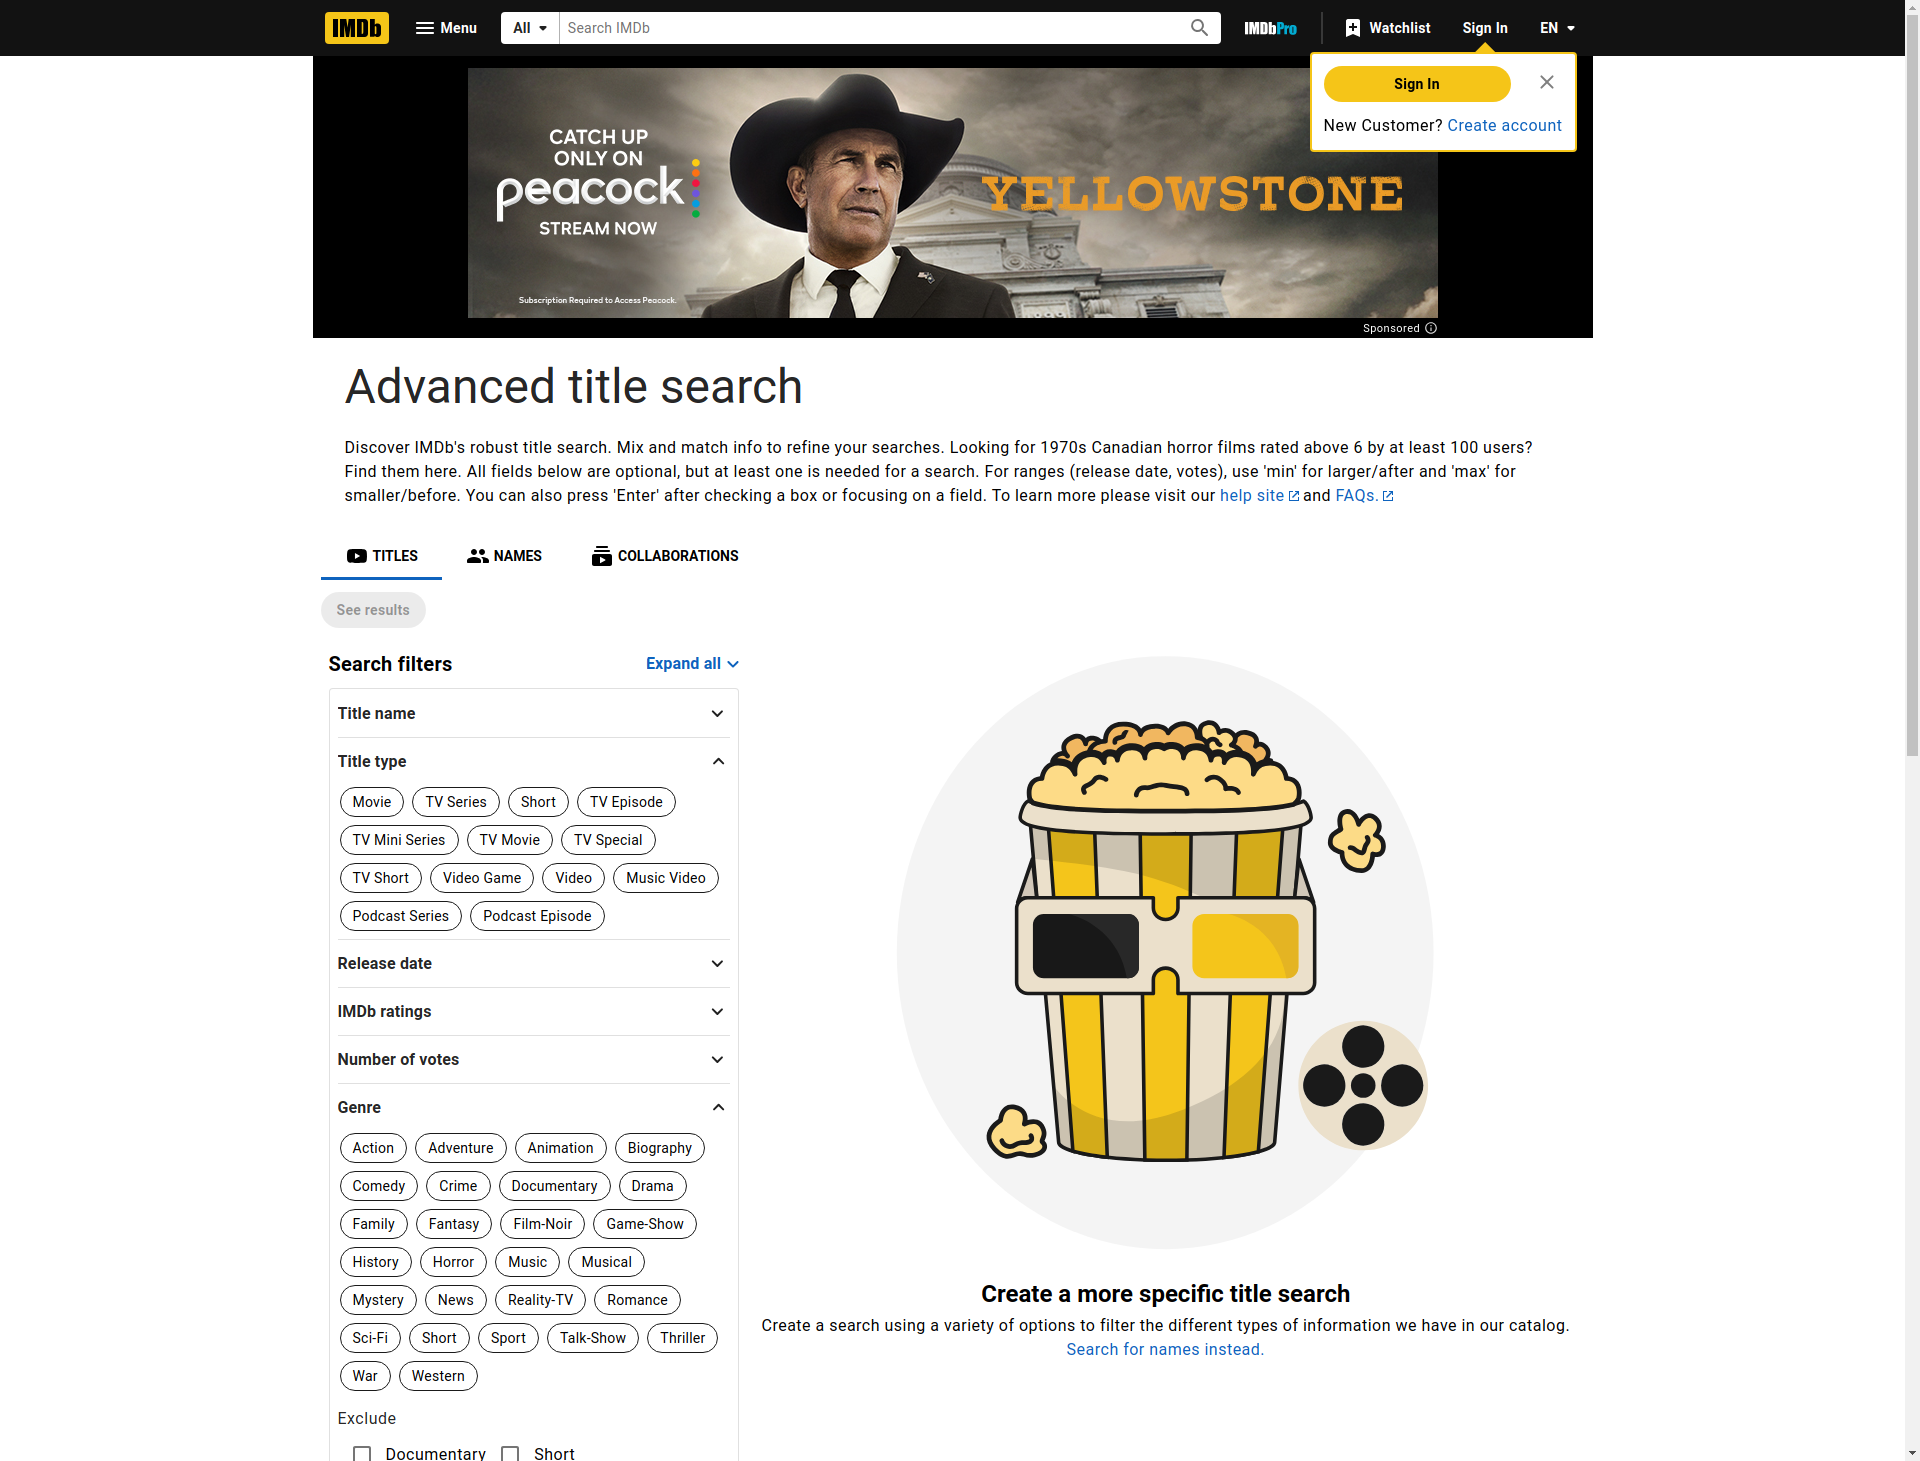 IMDb Menu All Search IMDb IMDbPro Watchlist Sign In EN
Sign In
New Customer? Create account
CATCH UP
ONLY ON
peacock
STREAM NOW
YELLOWSTONE
Subscription Required to Access Peacock.
Sponsored
Advanced title search
Discover IMDb's robust title search. Mix and match info to refine your searches. Looking for 1970s Canadian horror films rated above 6 by at least 100 users?
Find them here. All fields below are optional, but at least one is needed for a search. For ranges (release date, votes), use 'min' for larger/after and 'max' for
smaller/before. You can also press 'Enter' after checking a box or focusing on a field. To learn more please visit our help site and FAQs.
TITLES NAMES COLLABORATIONS
See results
Search filters Expand all
Title name
Title type
Movie TV Series Short TV Episode
TV Mini Series TV Movie TV Special
TV Short Video Game Video Music Video
Podcast Series Podcast Episode
Release date
IMDb ratings
Number of votes
Genre
Action Adventure Animation Biography
Comedy Crime Documentary Drama
Family Fantasy Film-Noir Game-Show
History Horror Music Musical
Mystery News Reality-TV Romance
Sci-Fi Short Sport Talk-Show Thriller
War Western
Exclude
Documentary Short
Create a more specific title search
Create a search using a variety of options to filter the different types of information we have in our catalog.
Search for names instead.